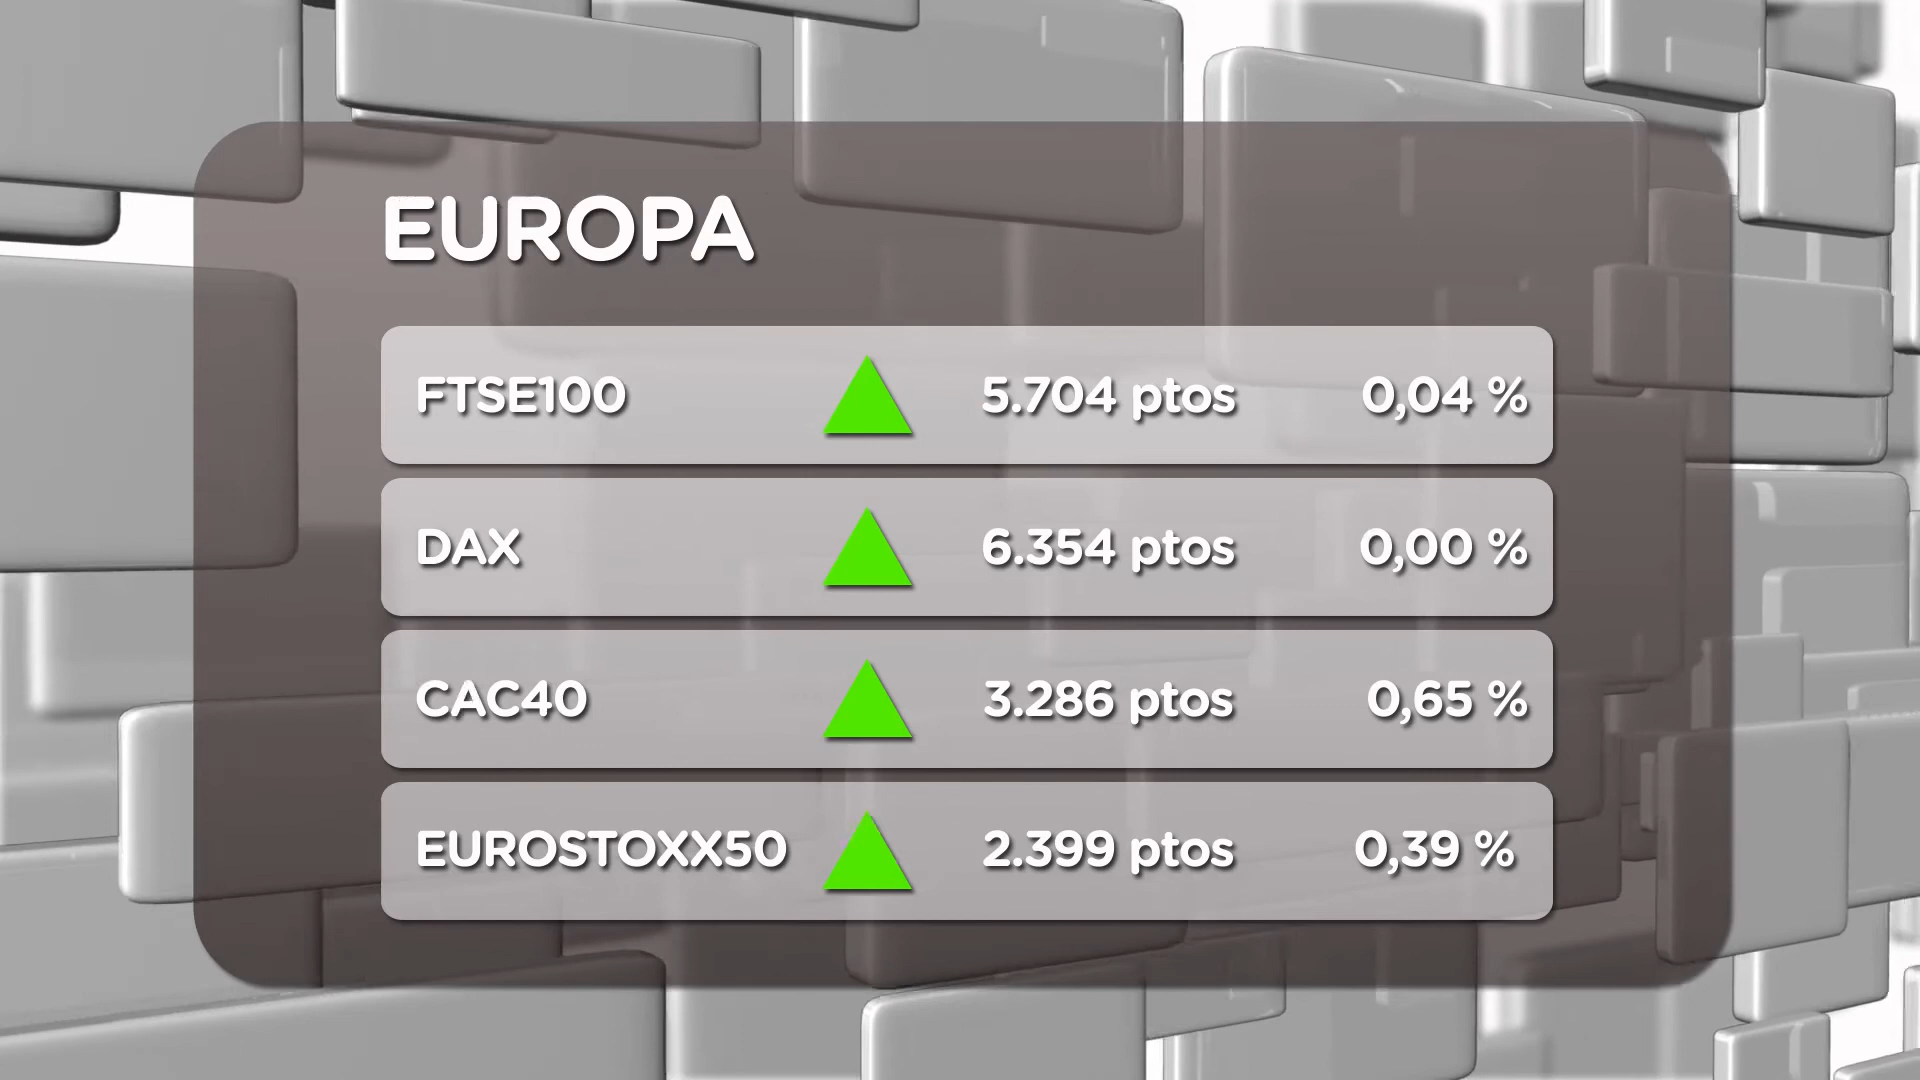 EUROPA
FTSE100 5.704 ptos 0,04 %
DAX 6.354 ptos 0,00 %
CAC40 3.286 ptos 0,65 %
EUROSTOXX50 2.399 ptos 0,39 %